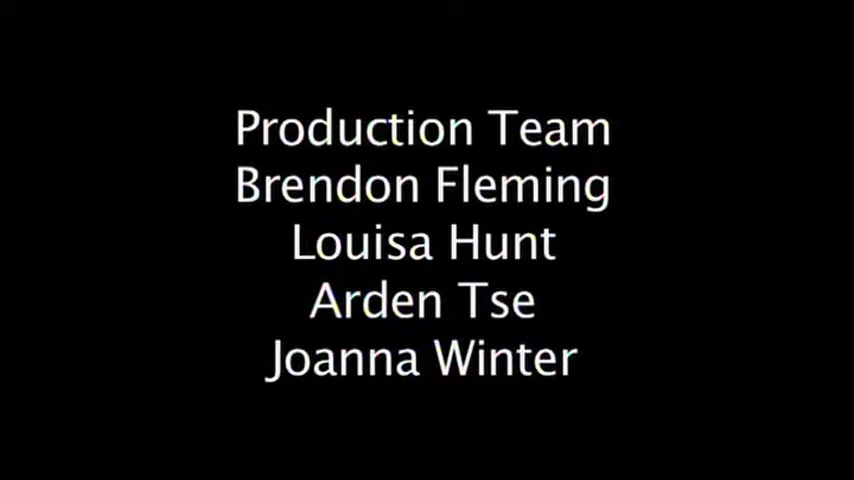 Production Team
Brendon Fleming
Louisa Hunt
Arden Tse
Joanna Winter